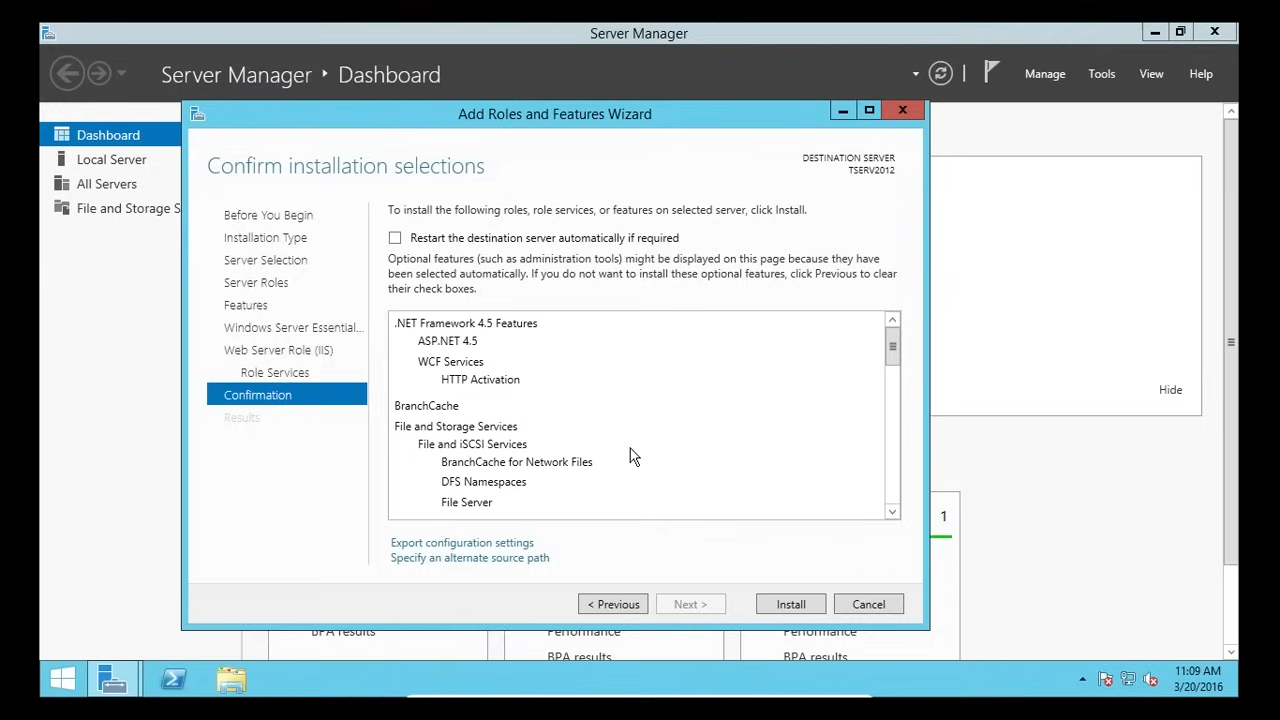 Server Manager
Server Manager ‣ Dashboard
Manage Tools View Help
Add Roles and Features Wizard
Dashboard
Local Server
All Servers
File and Storage S
Confirm installation selections
DESTINATION SERVER
TSERV2012
Before You Begin
Installation Type
Server Selection
Server Roles
Features
Windows Server Essential...
Web Server Role (IIS)
Role Services
Confirmation
Results
To install the following roles, role services, or features on selected server, click Install.
Restart the destination server automatically if required
Optional features (such as administration tools) might be displayed on this page because they have
been selected automatically. If you do not want to install these optional features, click Previous to clear
their check boxes.
.NET Framework 4.5 Features
ASP.NET 4.5
WCF Services
HTTP Activation
BranchCache
File and Storage Services
File and iSCSI Services
BranchCache for Network Files
DFS Namespaces
File Server
Export configuration settings
Specify an alternate source path
< Previous Next > Install Cancel
Hide
1
BPA results
Performance
BPA results
Performance
BPA results
11:09 AM
3/20/2016